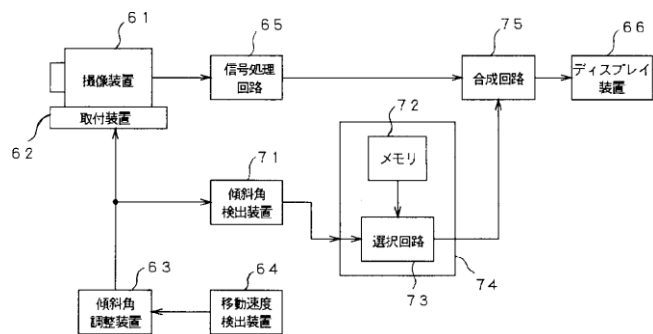 61
65
75
66
撮像装置
信号処理
回路
合成回路
ディスプレイ
装置
取付装置
62
72
メモリ
71
傾斜角
検出装置
選択回路
63
64
73
74
傾斜角
調整装置
移動速度
検出装置